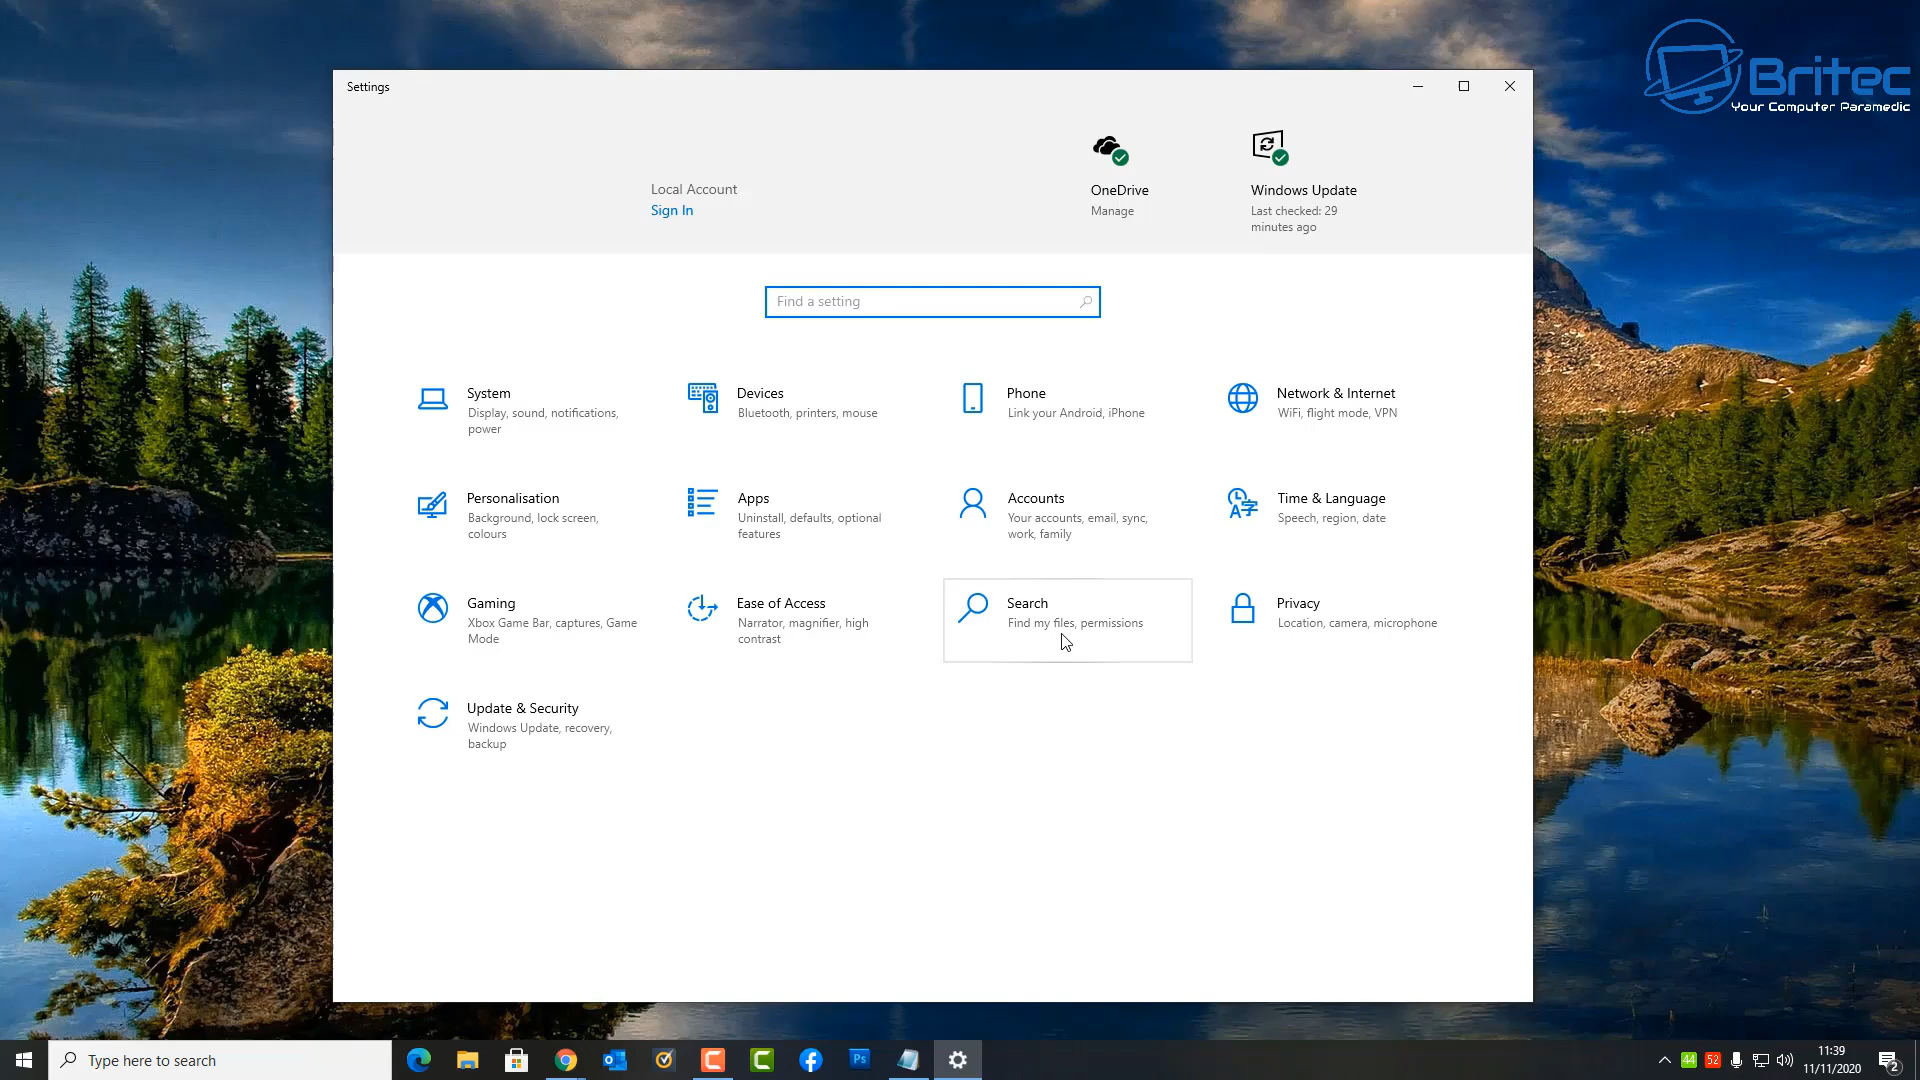 Britec
Your Computer Paramedic
Settings
Local Account
Sign In
OneDrive
Manage
Windows Update
Last checked: 29
minutes ago
Find a setting
System
Display, sound, notifications,
power
Devices
Bluetooth, printers, mouse
Phone
Link your Android, iPhone
Network & Internet
WiFi, flight mode, VPN
Personalisation
Background, lock screen,
colours
Apps
Uninstall, defaults, optional
features
Accounts
Your accounts, email, sync,
work, family
Time & Language
Speech, region, date
Gaming
Xbox Game Bar, captures, Game
Mode
Ease of Access
Narrator, magnifier, high
contrast
Search
Find my files, permissions
Privacy
Location, camera, microphone
Update & Security
Windows Update, recovery,
backup
Type here to search
Ps
44
52
11:39
11/11/2020
2